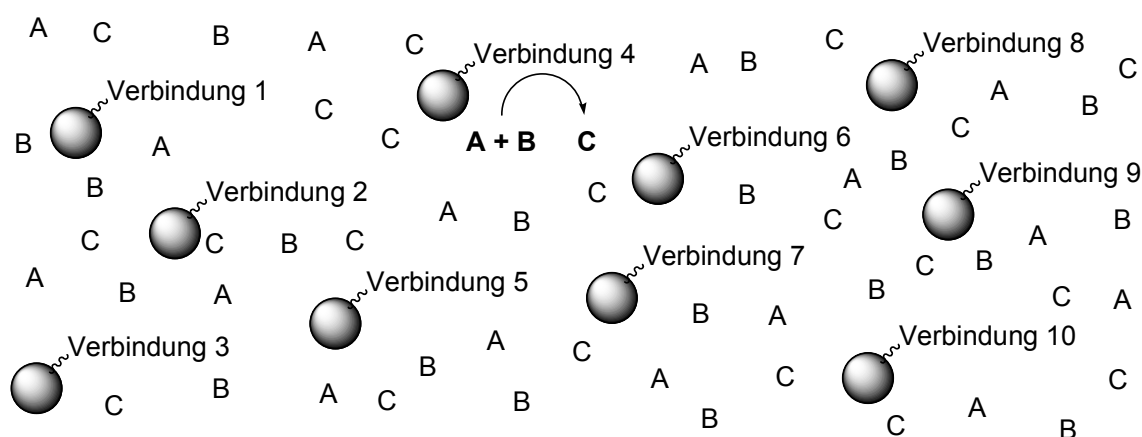 A C B A C Verbindung 4 A B C Verbindung 8
Verbindung 1 C A C B
B A C A + B C Verbindung 6 C B
B Verbindung 2 A B C B A C Verbindung 9 B
C C B C A
A B A Verbindung 5 Verbindung 7 C B B C A
Verbindung 3 A B A Verbindung 10
C B A C B B C A B C C A B C